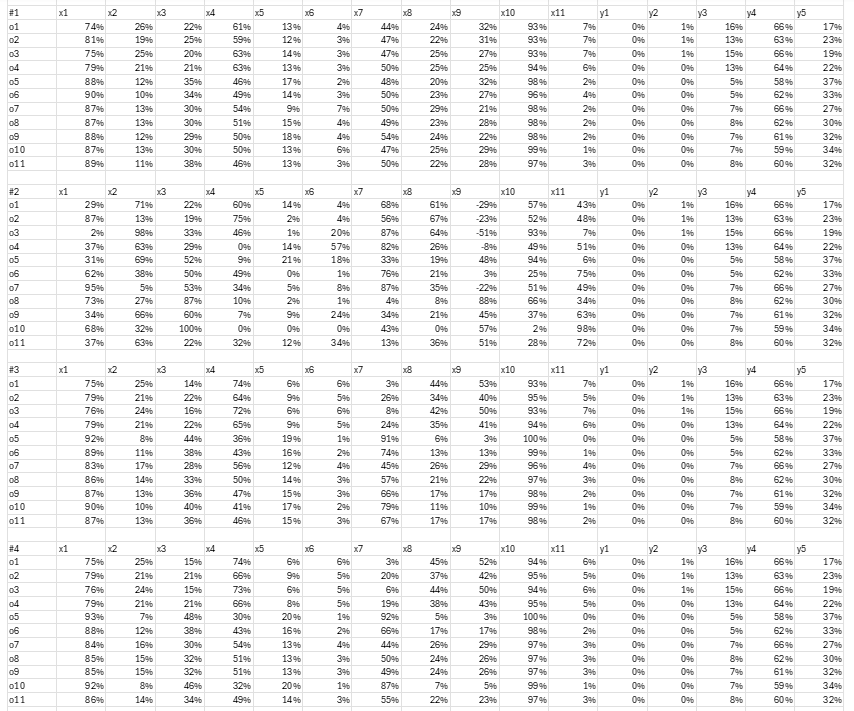 #1 x1 x2 x3 x4 x5 x6 x7 x8 x9 x10 x11 y1 y2 y3 y4 y5
o1 74% 26% 22% 61% 13% 4% 44% 24% 32% 93% 7% 0% 1% 16% 66% 17%
o2 81% 19% 25% 59% 12% 3% 47% 22% 31% 93% 7% 0% 1% 13% 63% 23%
o3 75% 25% 20% 63% 14% 3% 47% 25% 27% 93% 7% 0% 1% 15% 66% 19%
o4 79% 21% 21% 63% 13% 3% 50% 25% 25% 94% 6% 0% 0% 13% 64% 22%
o5 88% 12% 35% 46% 17% 2% 48% 20% 32% 98% 2% 0% 0% 5% 58% 37%
o6 90% 10% 34% 49% 14% 3% 50% 23% 27% 96% 4% 0% 0% 5% 62% 33%
o7 87% 13% 30% 54% 9% 7% 50% 29% 21% 98% 2% 0% 0% 7% 66% 27%
o8 87% 13% 30% 51% 15% 4% 49% 23% 28% 98% 2% 0% 0% 8% 62% 30%
o9 88% 12% 29% 50% 18% 4% 54% 24% 22% 98% 2% 0% 0% 7% 61% 32%
o10 87% 13% 30% 50% 13% 6% 47% 25% 29% 99% 1% 0% 0% 7% 59% 34%
o11 89% 11% 38% 46% 13% 3% 50% 22% 28% 97% 3% 0% 0% 8% 60% 32%
#2 x1 x2 x3 x4 x5 x6 x7 x8 x9 x10 x11 y1 y2 y3 y4 y5
o1 29% 71% 22% 60% 14% 4% 68% 61% -29% 57% 43% 0% 1% 16% 66% 17%
o2 87% 13% 19% 75% 2% 4% 56% 67% -23% 52% 48% 0% 1% 13% 63% 23%
o3 2% 98% 33% 46% 1% 20% 87% 64% -51% 93% 7% 0% 1% 15% 66% 19%
o4 37% 63% 29% 0% 14% 57% 82% 26% -8% 49% 51% 0% 0% 13% 64% 22%
o5 31% 69% 52% 9% 21% 18% 33% 19% 48% 94% 6% 0% 0% 5% 58% 37%
o6 62% 38% 50% 49% 0% 1% 76% 21% 3% 25% 75% 0% 0% 5% 62% 33%
o7 95% 5% 53% 34% 5% 8% 87% 35% -22% 51% 49% 0% 0% 7% 66% 27%
o8 73% 27% 87% 10% 2% 1% 4% 8% 88% 66% 34% 0% 0% 8% 62% 30%
o9 34% 66% 60% 7% 9% 24% 34% 21% 45% 37% 63% 0% 0% 7% 61% 32%
o10 68% 32% 100% 0% 0% 0% 43% 0% 57% 2% 98% 0% 0% 7% 59% 34%
o11 37% 63% 22% 32% 12% 34% 13% 36% 51% 28% 72% 0% 0% 8% 60% 32%
#3 x1 x2 x3 x4 x5 x6 x7 x8 x9 x10 x11 y1 y2 y3 y4 y5
o1 75% 25% 14% 74% 6% 6% 3% 44% 53% 93% 7% 0% 1% 16% 66% 17%
o2 79% 21% 22% 64% 9% 5% 26% 34% 40% 95% 5% 0% 1% 13% 63% 23%
o3 76% 24% 16% 72% 6% 6% 8% 42% 50% 93% 7% 0% 1% 15% 66% 19%
o4 79% 21% 22% 65% 9% 5% 24% 35% 41% 94% 6% 0% 0% 13% 64% 22%
o5 92% 8% 44% 36% 19% 1% 91% 6% 3% 100% 0% 0% 0% 5% 58% 37%
o6 89% 11% 38% 43% 16% 2% 74% 13% 13% 99% 1% 0% 0% 5% 62% 33%
o7 83% 17% 28% 56% 12% 4% 45% 26% 29% 96% 4% 0% 0% 7% 66% 27%
o8 86% 14% 33% 50% 14% 3% 57% 21% 22% 97% 3% 0% 0% 8% 62% 30%
o9 87% 13% 36% 47% 15% 3% 66% 17% 17% 98% 2% 0% 0% 7% 61% 32%
o10 90% 10% 40% 41% 17% 2% 79% 11% 10% 99% 1% 0% 0% 7% 59% 34%
o11 87% 13% 36% 46% 15% 3% 67% 17% 17% 98% 2% 0% 0% 8% 60% 32%
#4 x1 x2 x3 x4 x5 x6 x7 x8 x9 x10 x11 y1 y2 y3 y4 y5
o1 75% 25% 15% 74% 6% 6% 3% 45% 52% 94% 6% 0% 1% 16% 66% 17%
o2 79% 21% 21% 66% 9% 5% 20% 37% 42% 95% 5% 0% 1% 13% 63% 23%
o3 76% 24% 15% 73% 6% 5% 6% 44% 50% 94% 6% 0% 1% 15% 66% 19%
o4 79% 21% 21% 66% 8% 5% 19% 38% 43% 95% 5% 0% 0% 13% 64% 22%
o5 93% 7% 48% 30% 20% 1% 92% 5% 3% 100% 0% 0% 0% 5% 58% 37%
o6 88% 12% 38% 43% 16% 2% 66% 17% 17% 98% 2% 0% 0% 5% 62% 33%
o7 84% 16% 30% 54% 13% 4% 44% 26% 29% 97% 3% 0% 0% 7% 66% 27%
o8 85% 15% 32% 51% 13% 3% 50% 24% 26% 97% 3% 0% 0% 8% 62% 30%
o9 85% 15% 32% 51% 13% 3% 49% 24% 26% 97% 3% 0% 0% 7% 61% 32%
o10 92% 8% 46% 32% 20% 1% 87% 7% 5% 99% 1% 0% 0% 7% 59% 34%
o11 86% 14% 34% 49% 14% 3% 55% 22% 23% 97% 3% 0% 0% 8% 60% 32%